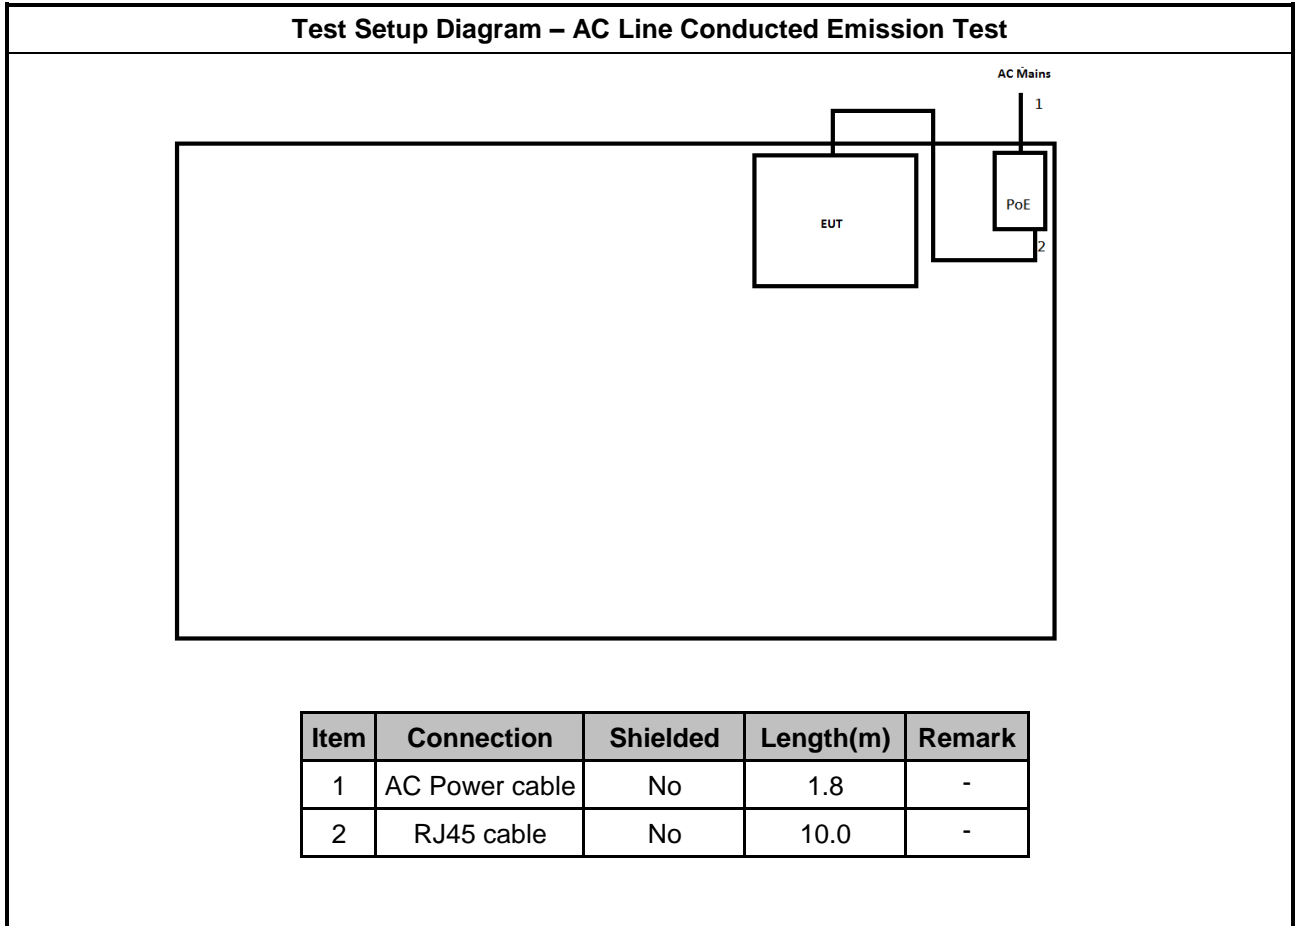 Test Setup Diagram – AC Line Conducted Emission Test
AC Mains
1
PoE
EUT
2
Item Connection Shielded Length(m) Remark
1 AC Power cable No 1.8 -
2 RJ45 cable No 10.0 -